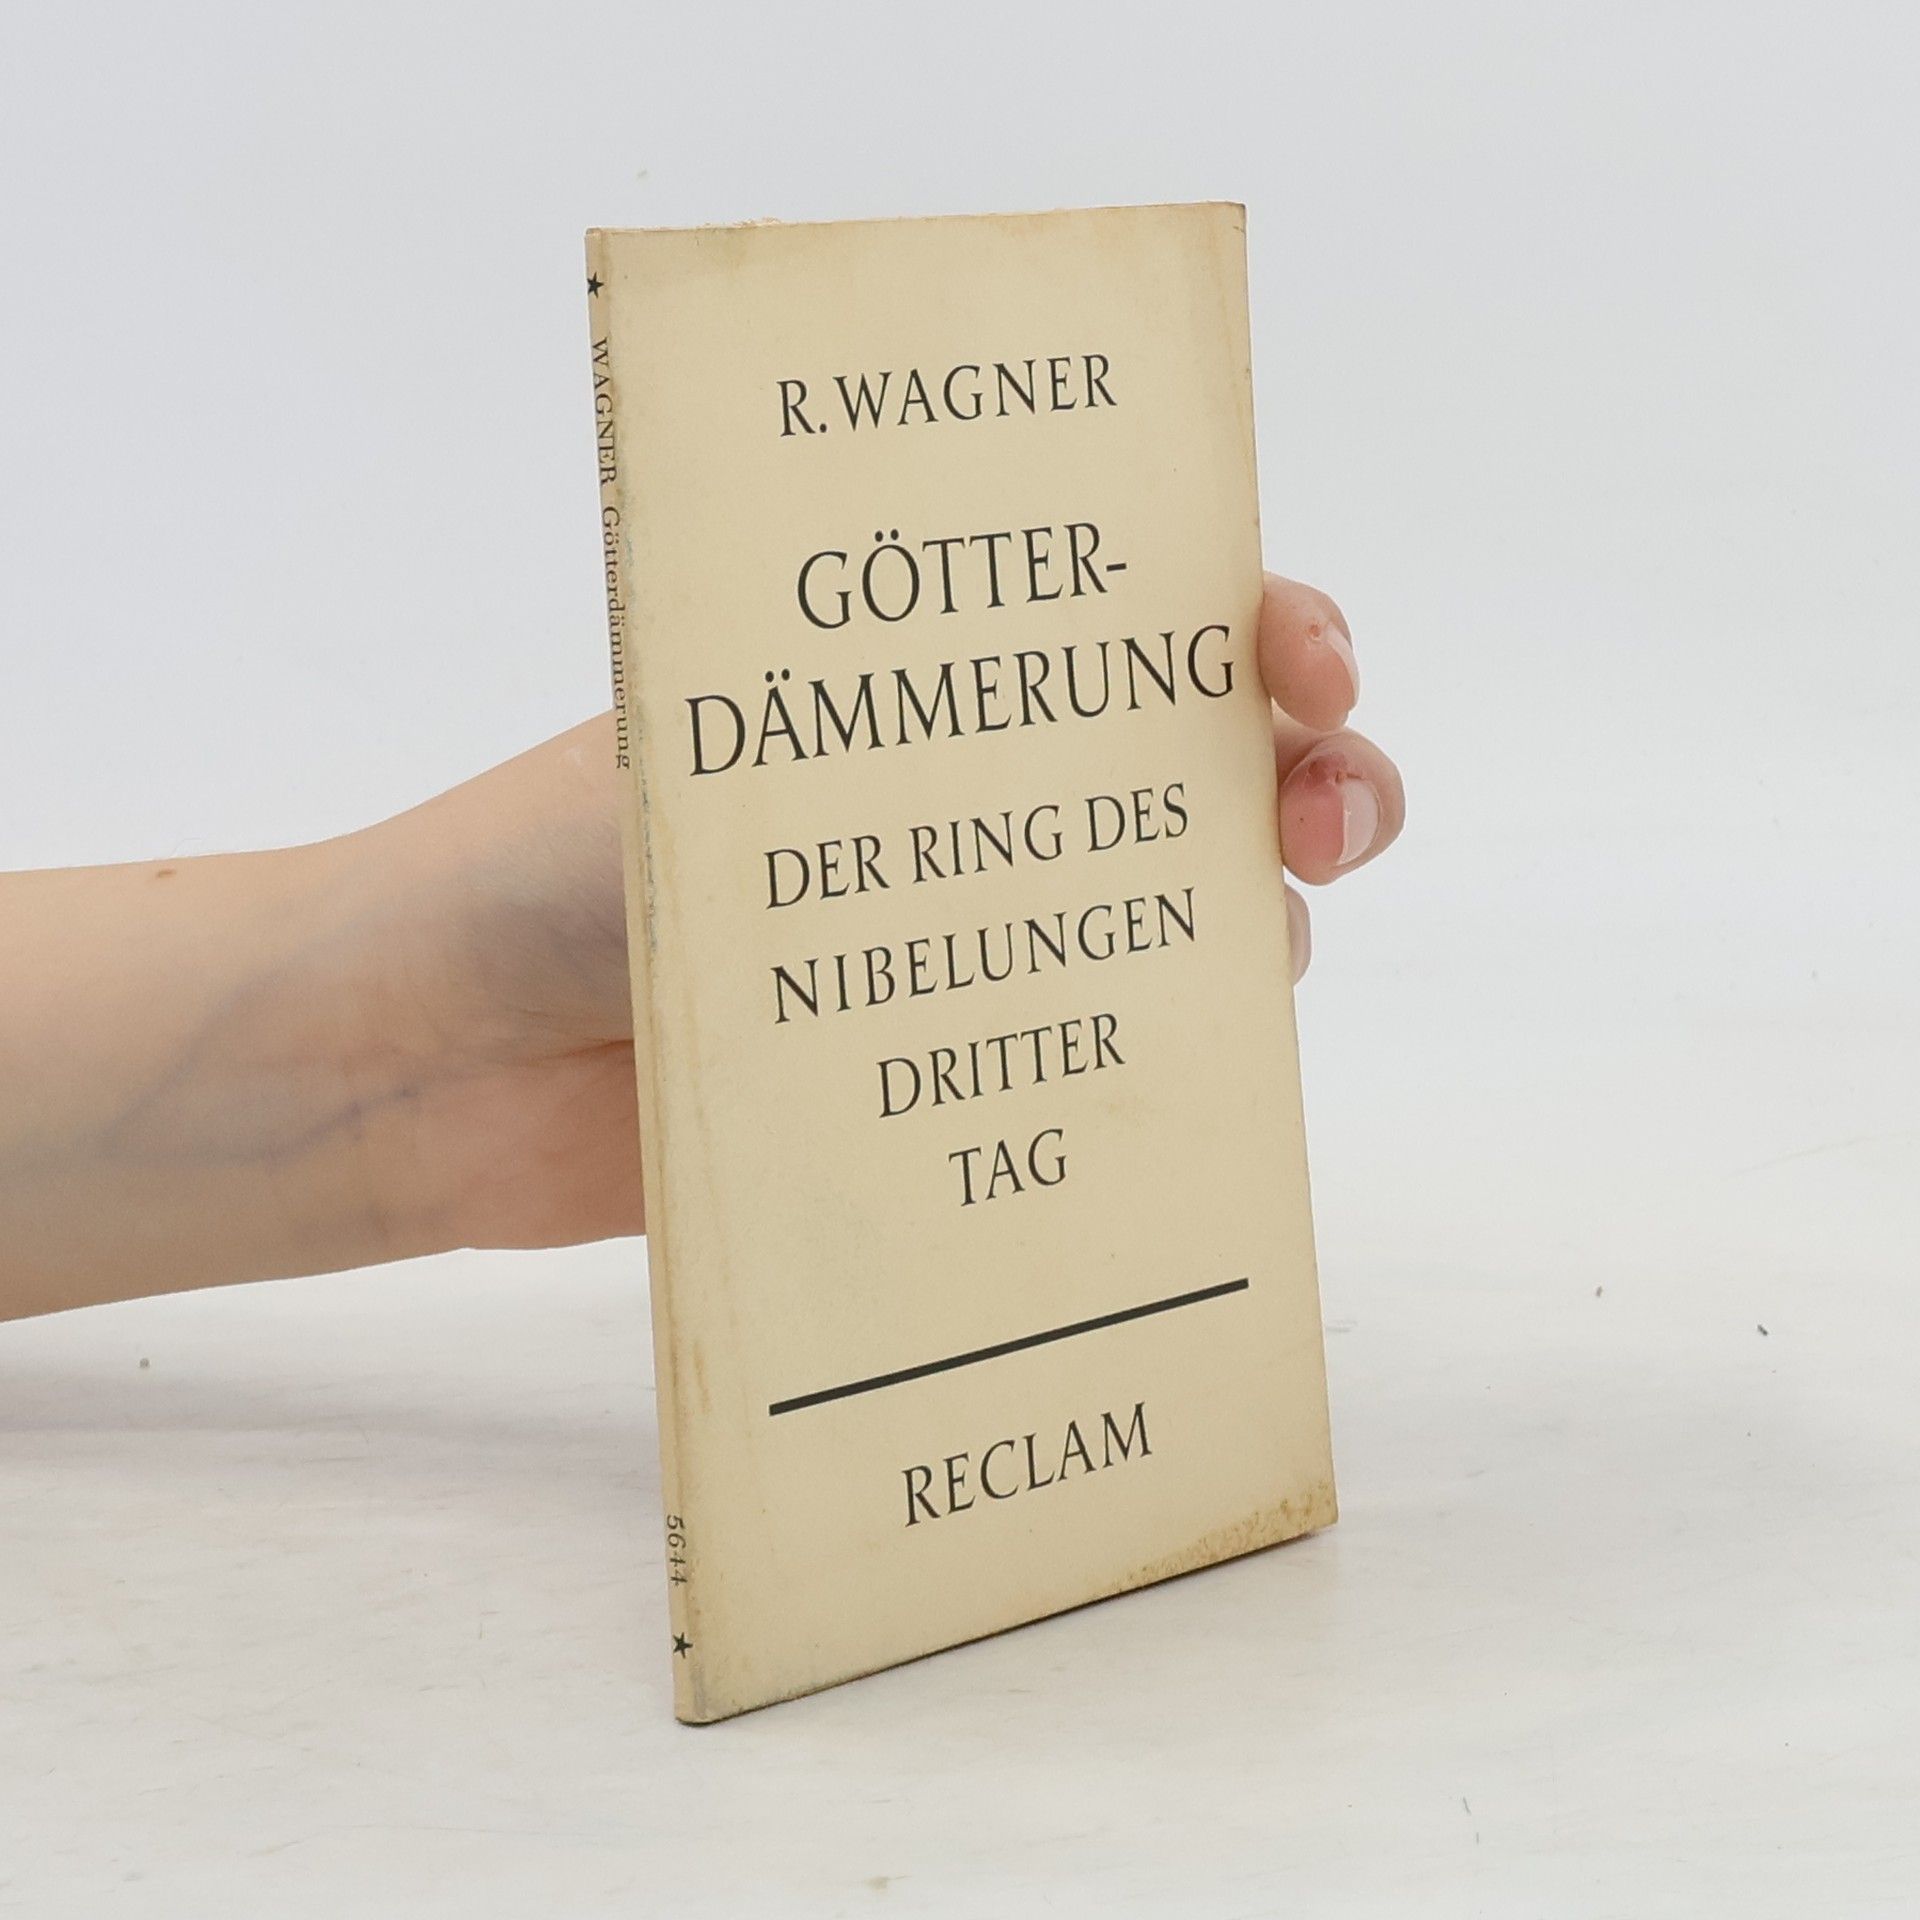 R. WAGNER
GÖTTER-
DÄMMERUNG
DER RING DES
NIBELUNGEN
DRITTER
TAG
RECLAM
★ WAGNER Götterdämmerung 5644 ★